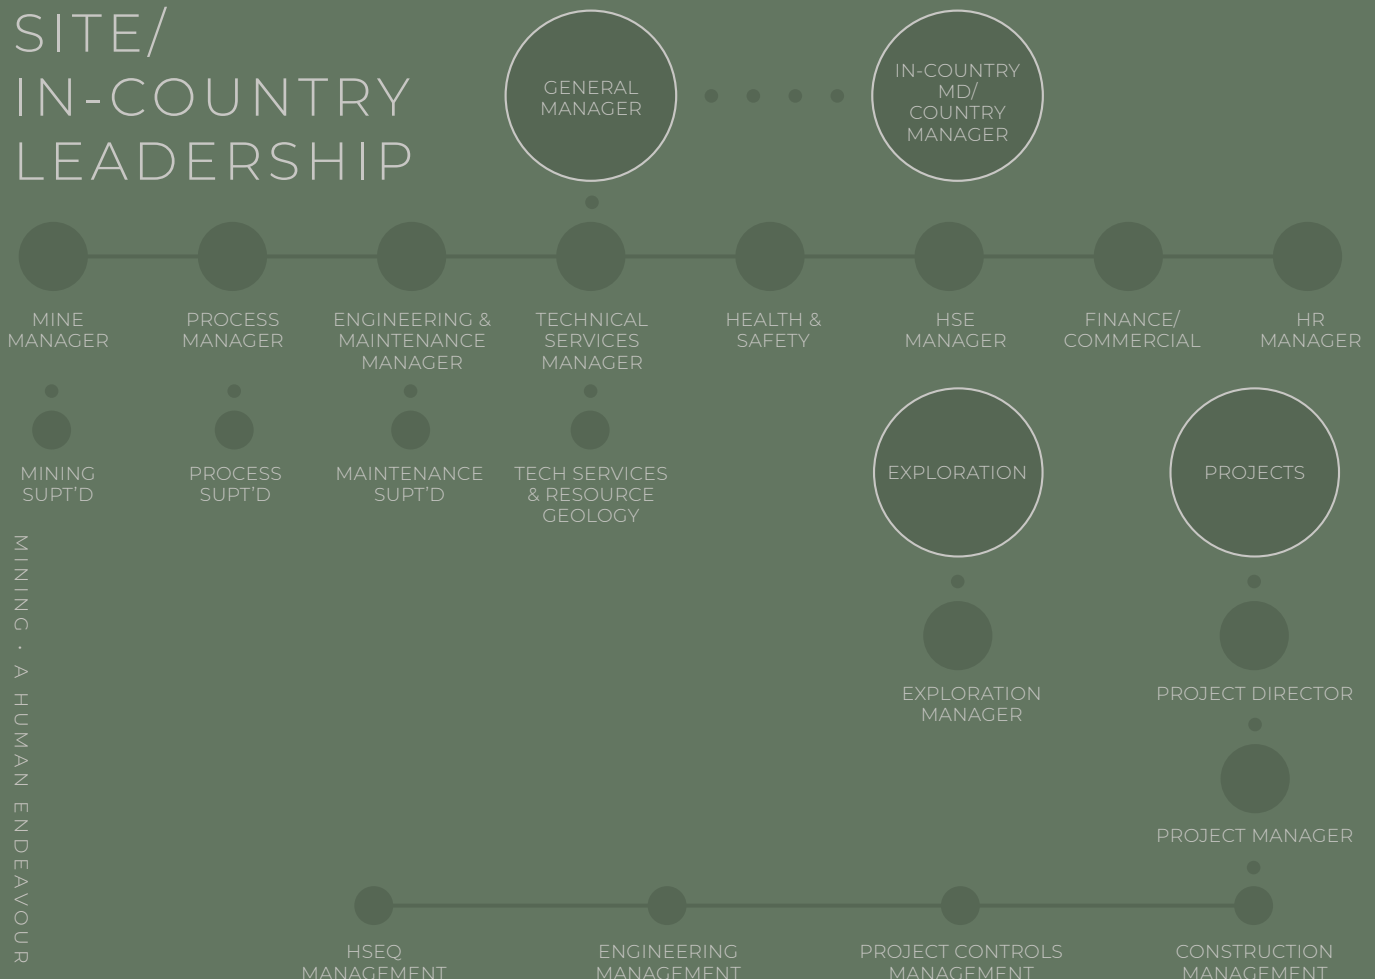 SITE/
IN-COUNTRY
LEADERSHIP
GENERAL
MANAGER
IN-COUNTRY
MD/
COUNTRY
MANAGER
MINE
MANAGER
PROCESS
MANAGER
ENGINEERING &
MAINTENANCE
MANAGER
TECHNICAL
SERVICES
MANAGER
HEALTH &
SAFETY
HSE
MANAGER
FINANCE/
COMMERCIAL
HR
MANAGER
MINING
SUPT’D
PROCESS
SUPT’D
MAINTENANCE
SUPT’D
TECH SERVICES
& RESOURCE
GEOLOGY
EXPLORATION
PROJECTS
EXPLORATION
MANAGER
PROJECT DIRECTOR
PROJECT MANAGER
HSEQ
MANAGEMENT
ENGINEERING
MANAGEMENT
PROJECT CONTROLS
MANAGEMENT
CONSTRUCTION
MANAGEMENT
MINING · A HUMAN ENDEAVOUR